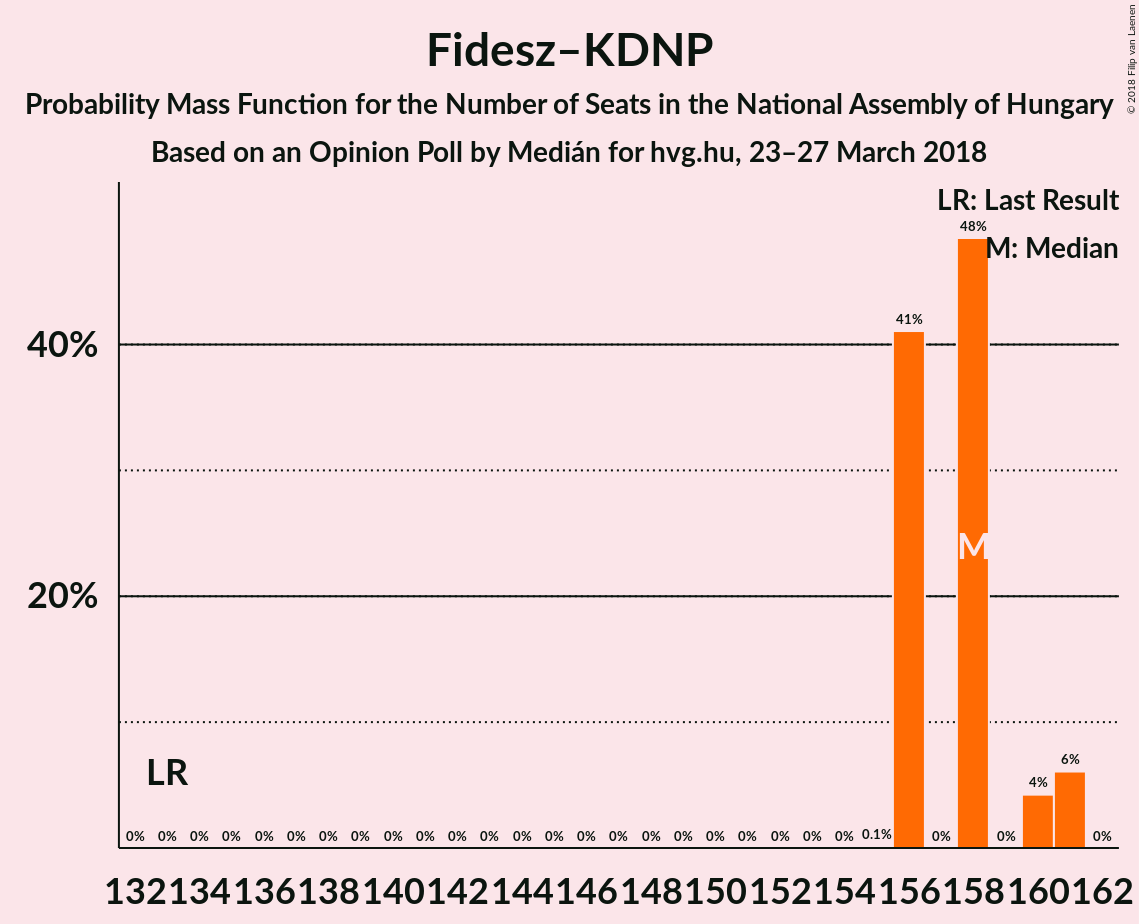 Fidesz–KDNP
Probability Mass Function for the Number of Seats in the National Assembly of Hungary
Based on an Opinion Poll by Medián for hvg.hu, 23–27 March 2018
© 2018 Filip van Laenen
LR: Last Result
M: Median
48%
41%
40%
M
20%
LR
6%
4%
0% 0% 0% 0% 0% 0% 0% 0% 0% 0% 0% 0% 0% 0% 0% 0% 0% 0% 0% 0% 0% 0% 0% 0.1% 0% 0% 0%
132 134 136 138 140 142 144 146 148 150 152 154 156 158 160 162